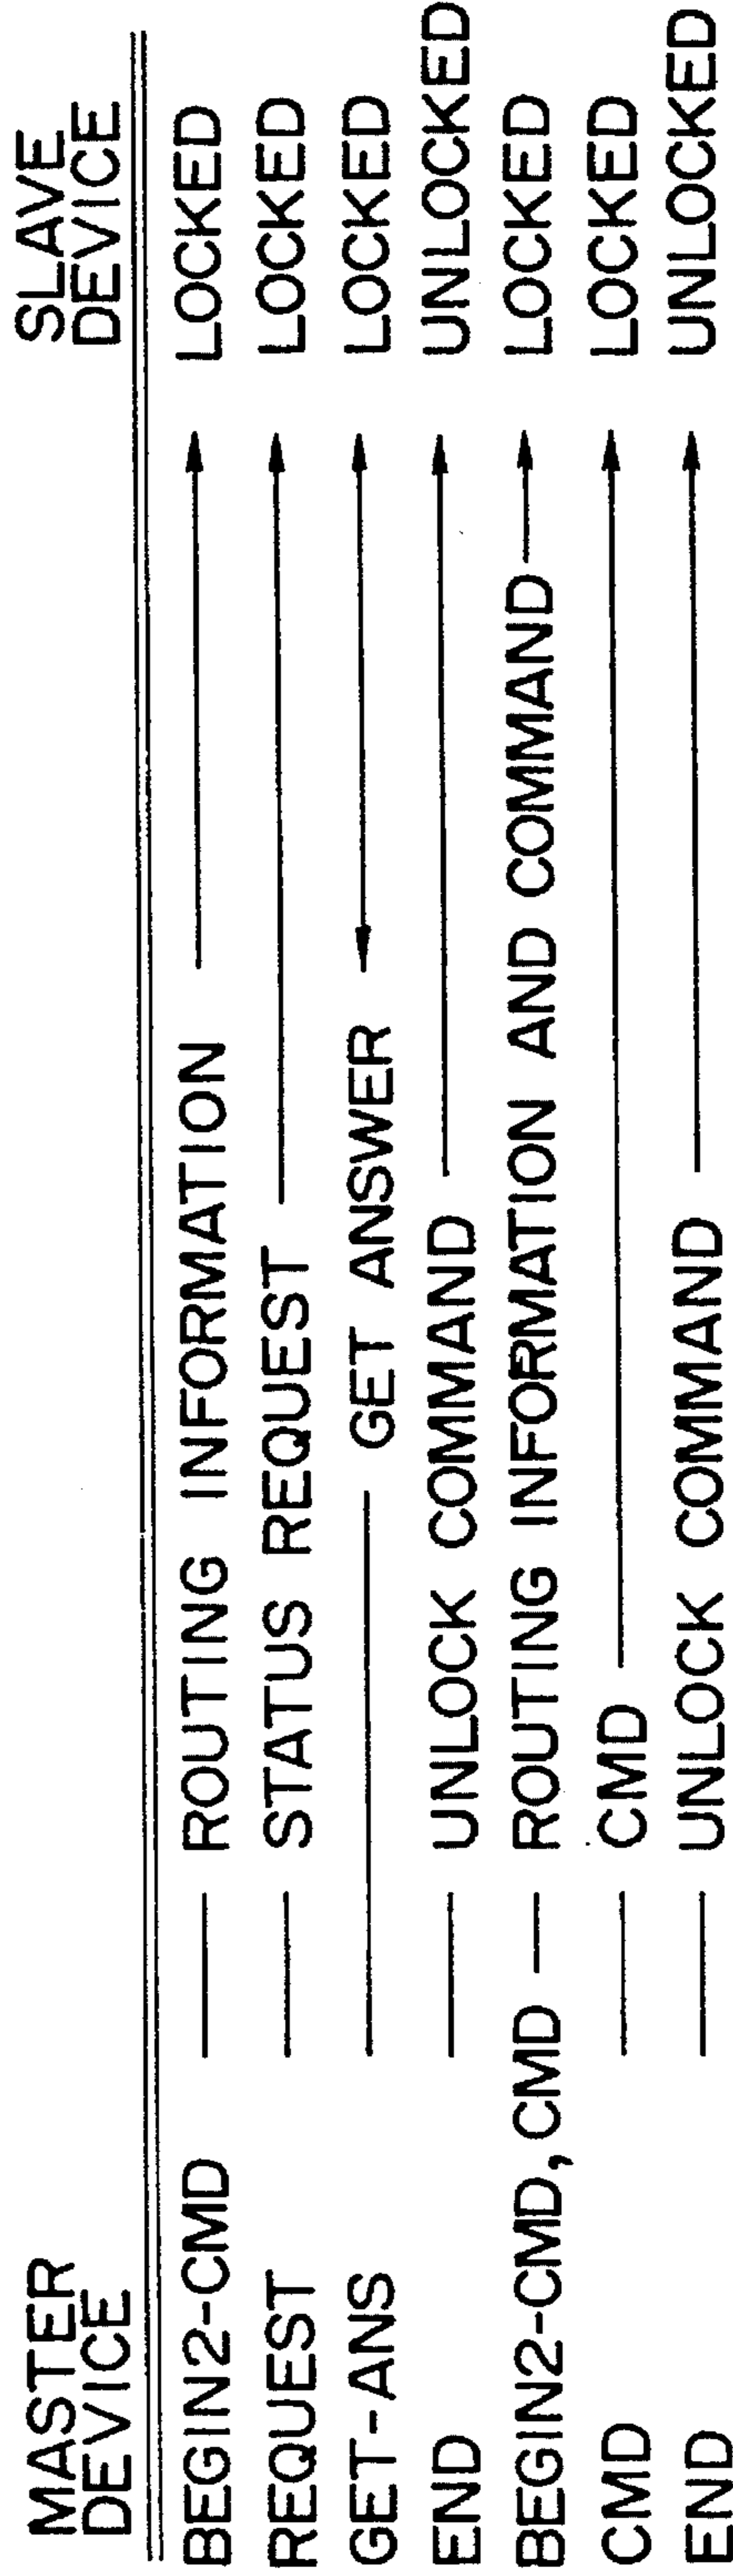 MASTER DEVICE SLAVE DEVICE
BEGIN2-CMD ROUTING INFORMATION LOCKED
REQUEST STATUS REQUEST LOCKED
GET-ANS GET ANSWER LOCKED
END UNLOCK COMMAND UNLOCKED
BEGIN2-CMD, CMD ROUTING INFORMATION AND COMMAND LOCKED
CMD CMD LOCKED
END UNLOCK COMMAND UNLOCKED